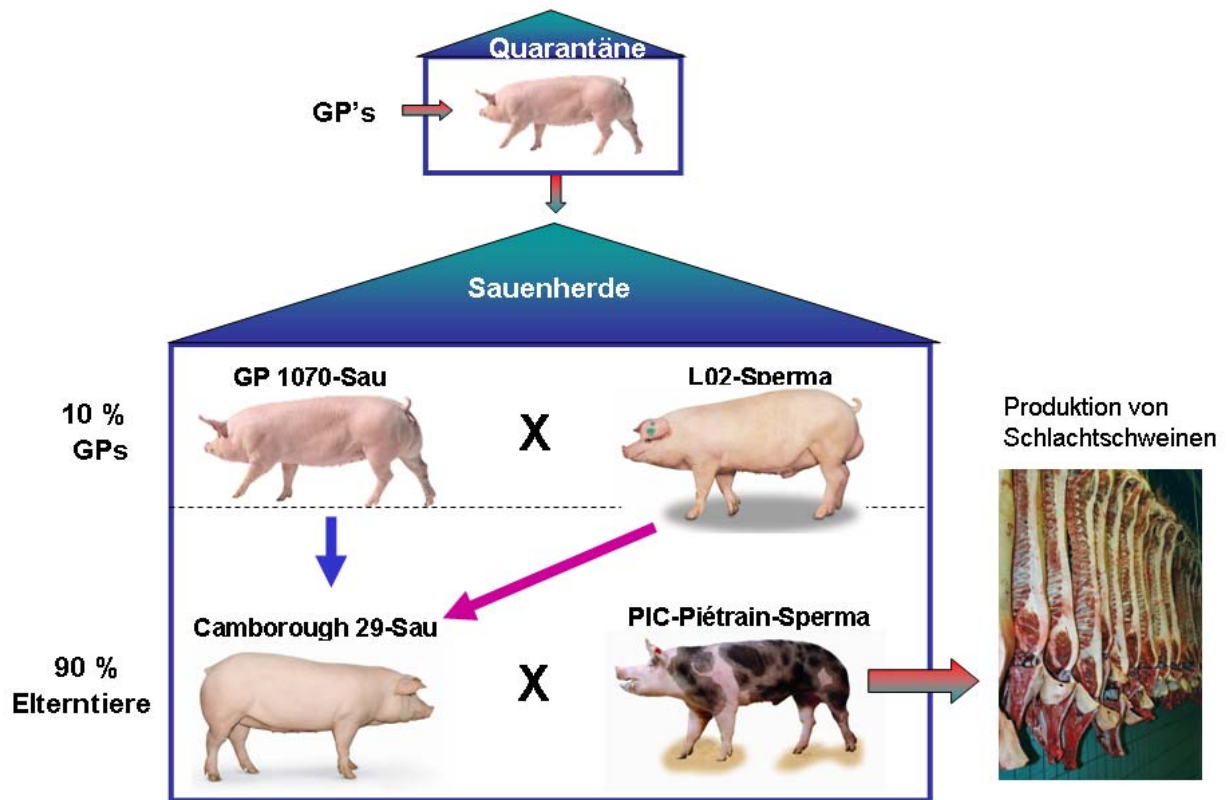 Quarantäne
GP's
Sauenherde
GP 1070-Sau
L02-Sperma
X
10 %
GPs
Produktion von
Schlachtschweinen
Camborough 29-Sau
PIC-Piétrain-Sperma
X
90 %
Elterntiere